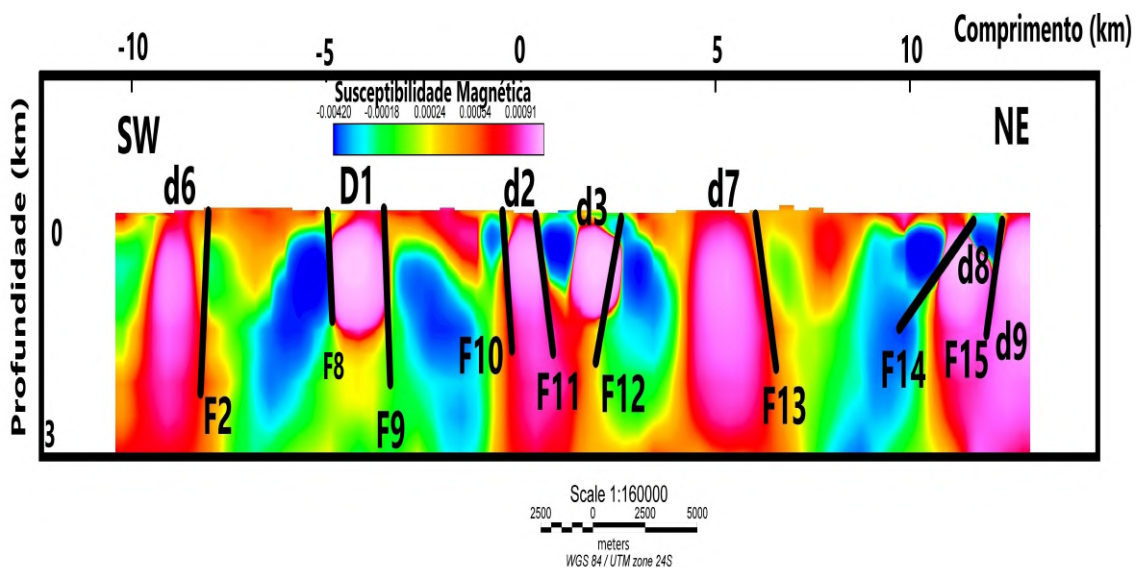 Comprimento (km)
-10 -5 0 5 10
Susceptibilidade Magnética
-0.00420 -0.00018 0.00024 0.00054 0.00091
SW NE
d6 D1 d2 d3 d7
Profundidade (km)
0
d8
F8 F10 F11 F12 F13 F14 F15 d9
F2 F9
3
Scale 1:160000
2500 0 2500 5000
meters
WGS 84 / UTM zone 24S